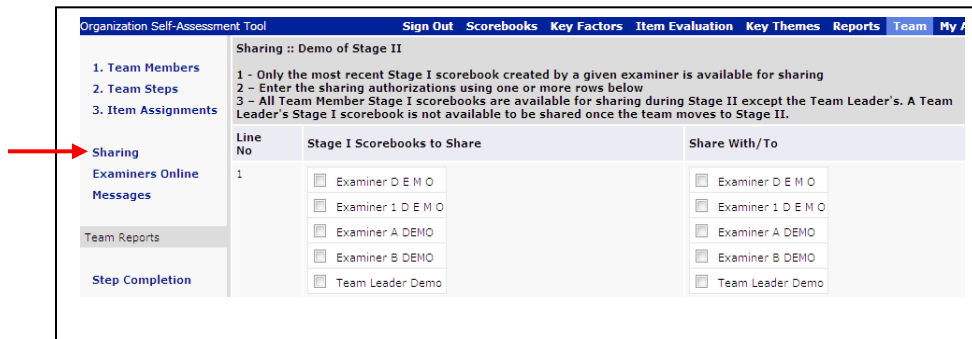 Organization Self-Assessment Tool Sign Out Scorebooks Key Factors Item Evaluation Key Themes Reports Team My
Sharing :: Demo of Stage II
1 - Only the most recent Stage I scorebook created by a given examiner is available for sharing
2 – Enter the sharing authorizations using one or more rows below
3 – All Team Member Stage I scorebooks are available for sharing during Stage II except the Team Leader's. A Team
Leader's Stage I scorebook is not available to be shared once the team moves to Stage II.
1. Team Members
2. Team Steps
3. Item Assignments
Sharing
Examiners Online
Messages
Team Reports
Step Completion
Line No Stage I Scorebooks to Share Share With/To
1
Examiner D E M O Examiner D E M O
Examiner 1 D E M O Examiner 1 D E M O
Examiner A DEMO Examiner A DEMO
Examiner B DEMO Examiner B DEMO
Team Leader Demo Team Leader Demo